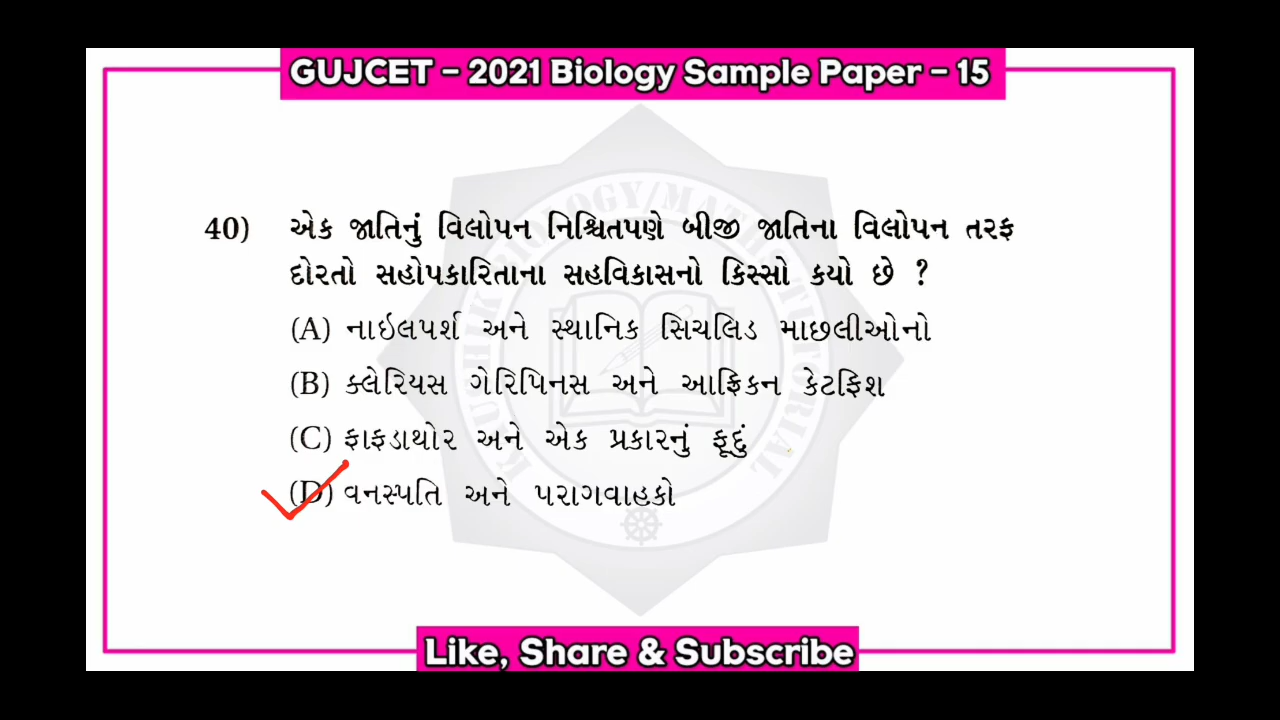 GUJCET – 2021 Biology Sample Paper – 15
40) એક જાતિનું વિલોપન નિશ્ચિતપણે બીજી જાતિના વિલોપન તરફ
દોરતો સહોપકારિતાના સહવિકાસનો કિસ્સો કયો છે ?
(A) નાઇલપર્શ અને સ્થાનિક સિચલિડ માછલીઓનો
(B) ક્લેરિયસ ગેરિપિનસ અને આફ્રિકન કેટફિશ
(C) ફાફડાથોર અને એક પ્રકારનું ફૂદું
(D) વનસ્પતિ અને પરાગવાહકો
Like, Share & Subscribe